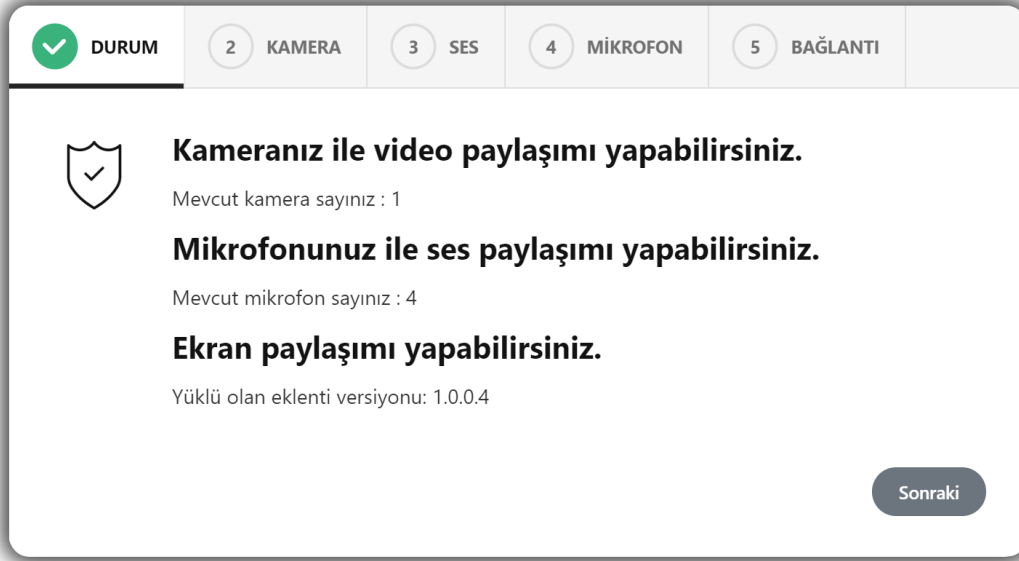 DURUM
2 KAMERA
3 SES
4 MİKROFON
5 BAĞLANTI
Kameranız ile video paylaşımı yapabilirsiniz.
Mevcut kamera sayınız : 1
Mikrofonunuz ile ses paylaşımı yapabilirsiniz.
Mevcut mikrofon sayınız : 4
Ekran paylaşımı yapabilirsiniz.
Yüklü olan eklenti versiyonu: 1.0.0.4
Sonraki